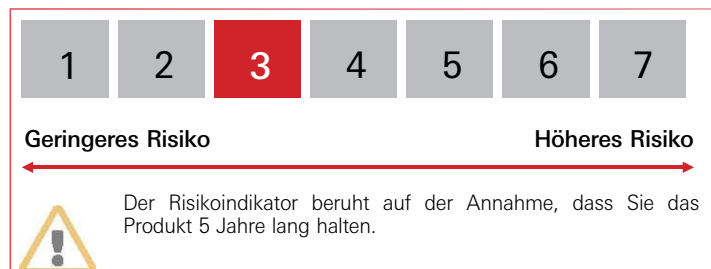 1 2 3 4 5 6 7
Geringeres Risiko Höheres Risiko
Der Risikoindikator beruht auf der Annahme, dass Sie das
Produkt 5 Jahre lang halten.